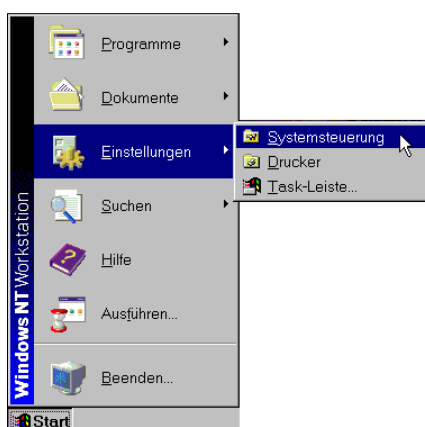 Programme
Dokumente
Einstellungen
Systemsteuerung
Drucker
Task-Leiste...
Suchen
Hilfe
Ausführen...
Beenden...
Windows NT Workstation
Start